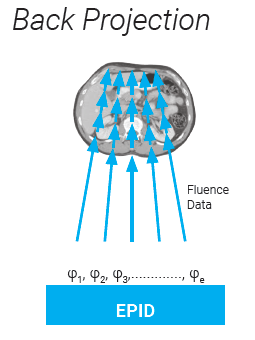 Back Projection
Fluence
Data
φ1, φ2, φ3,............., φe
EPID